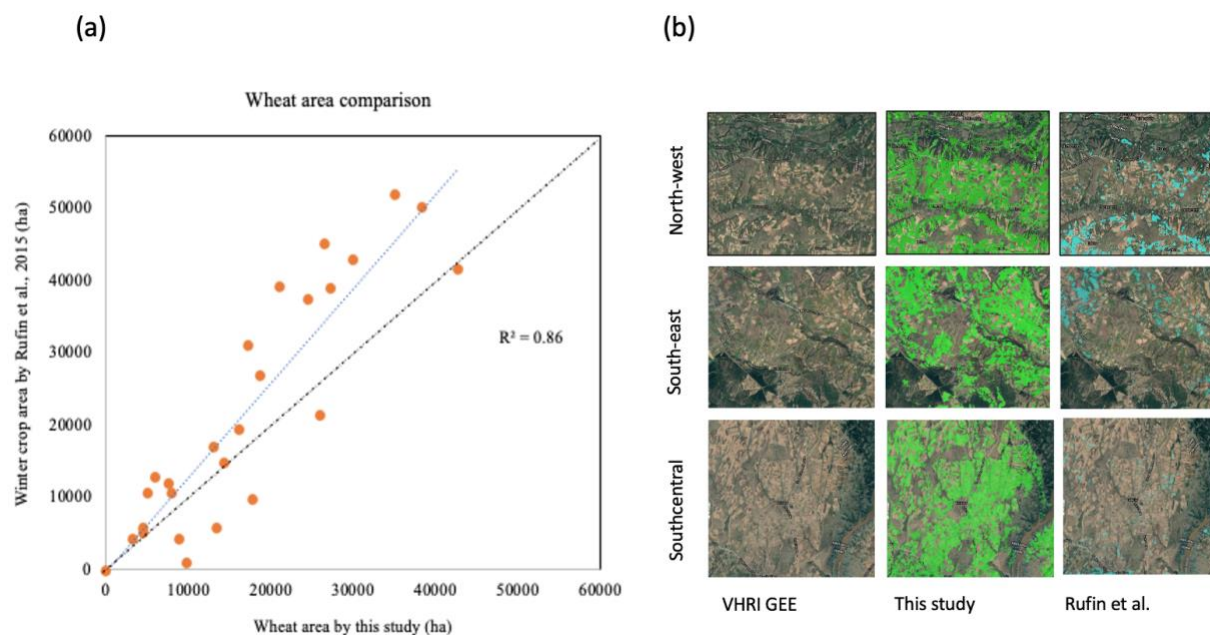 (a)
Wheat area comparison
Winter crop area by Rufin et al., 2015 (ha)
60000
50000
40000
30000
20000
10000
0
R² = 0.86
0 10000 20000 30000 40000 50000 60000
Wheat area by this study (ha)
(b)
North-west
South-east
Southcentral
VHRI GEE This study Rufin et al.